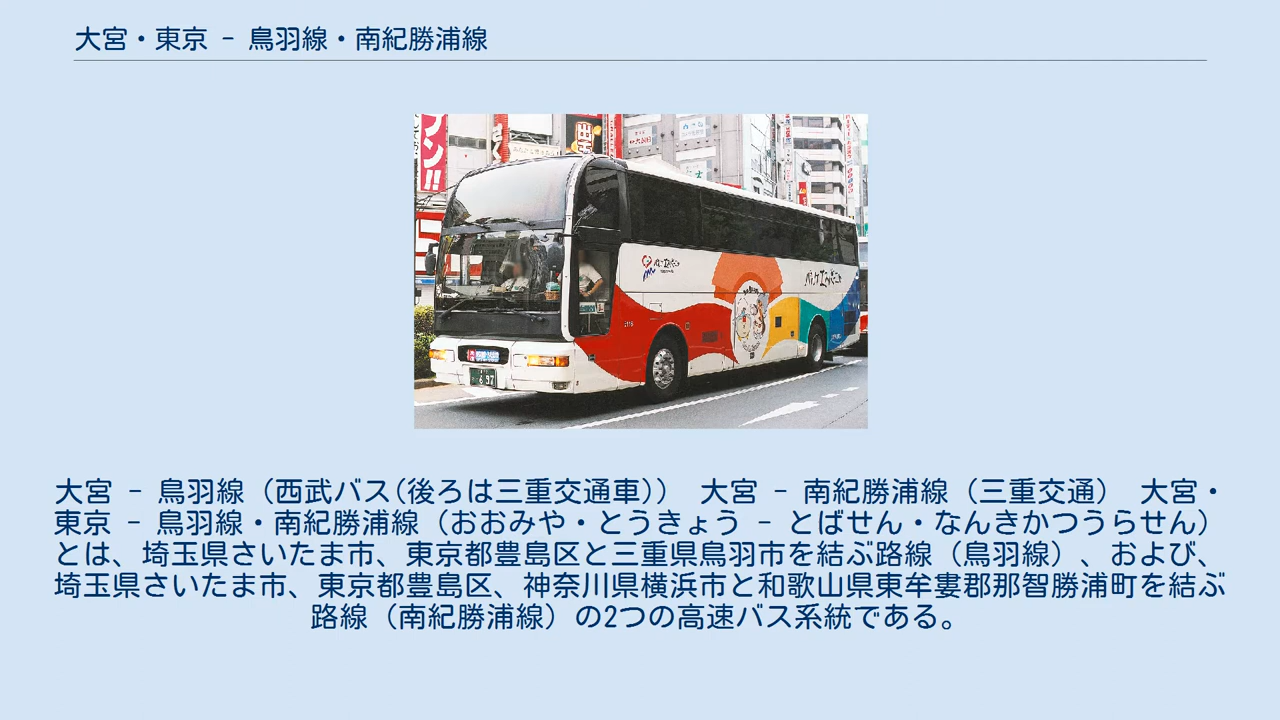 大宮・東京 - 鳥羽線・南紀勝浦線
ナン!!
出
697
大宮 - 鳥羽線（西武バス(後ろは三重交通車)） 大宮 - 南紀勝浦線（三重交通） 大宮・
東京 - 鳥羽線・南紀勝浦線（おおみや・とうきょう - とばせん・なんきかつうらせん）
とは、埼玉県さいたま市、東京都豊島区と三重県鳥羽市を結ぶ路線（鳥羽線）、および、
埼玉県さいたま市、東京都豊島区、神奈川県横浜市と和歌山県東牟婁郡那智勝浦町を結ぶ
路線（南紀勝浦線）の2つの高速バス系統である。